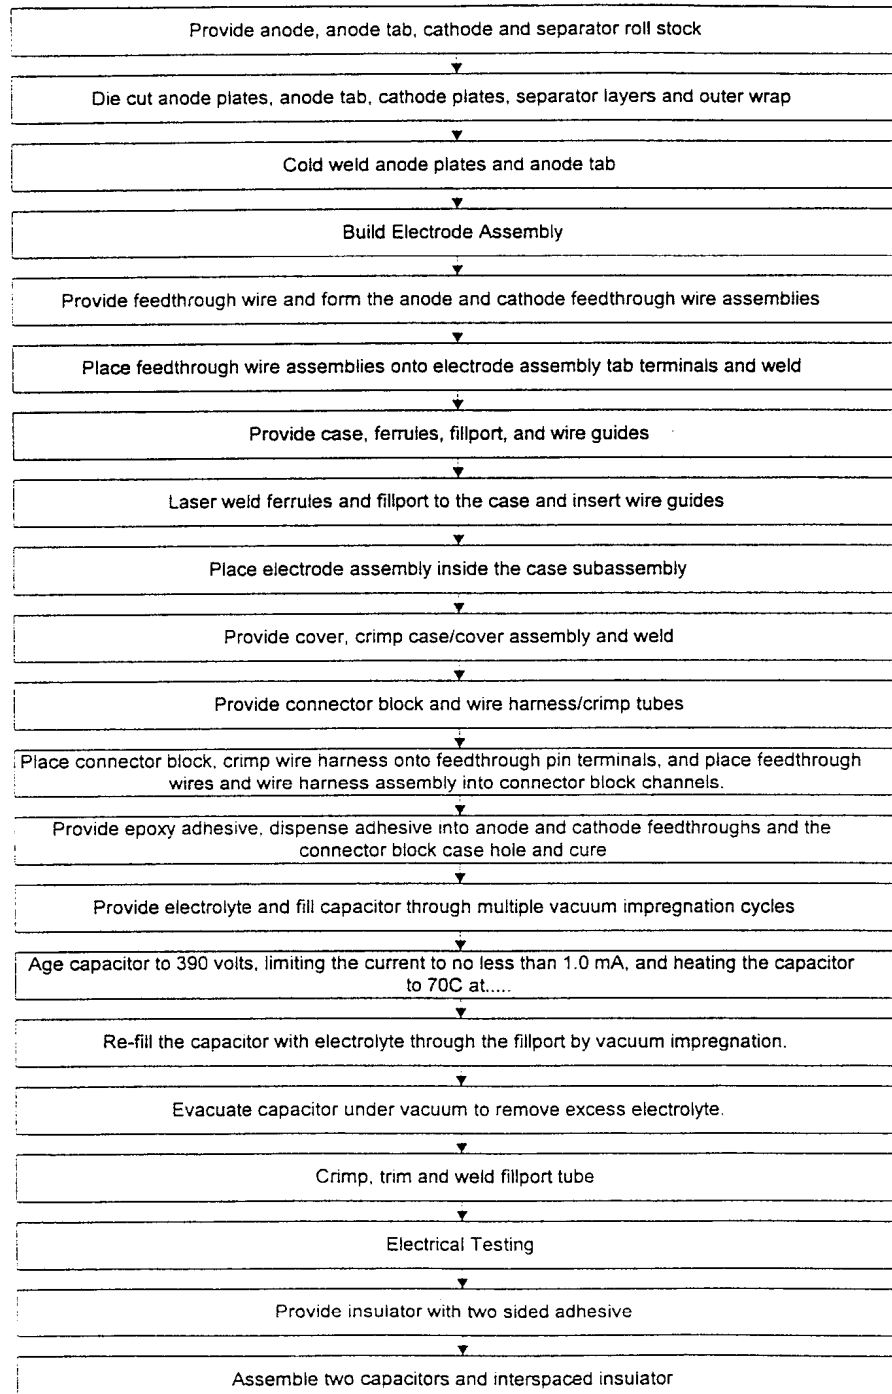 Provide anode, anode tab, cathode and separator roll stock
Die cut anode plates, anode tab, cathode plates, separator layers and outer wrap
Cold weld anode plates and anode tab
Build Electrode Assembly
Provide feedthrough wire and form the anode and cathode feedthrough wire assemblies
Place feedthrough wire assemblies onto electrode assembly tab terminals and weld
Provide case, ferrules, fillport, and wire guides
Laser weld ferrules and fillport to the case and insert wire guides
Place electrode assembly inside the case subassembly
Provide cover, crimp case/cover assembly and weld
Provide connector block and wire harness/crimp tubes
Place connector block, crimp wire harness onto feedthrough pin terminals, and place feedthrough
wires and wire harness assembly into connector block channels.
Provide epoxy adhesive, dispense adhesive into anode and cathode feedthroughs and the
connector block case hole and cure
Provide electrolyte and fill capacitor through multiple vacuum impregnation cycles
Age capacitor to 390 volts, limiting the current to no less than 1.0 mA, and heating the capacitor
to 70C at.....
Re-fill the capacitor with electrolyte through the fillport by vacuum impregnation.
Evacuate capacitor under vacuum to remove excess electrolyte.
Crimp, trim and weld fillport tube
Electrical Testing
Provide insulator with two sided adhesive
Assemble two capacitors and interspaced insulator